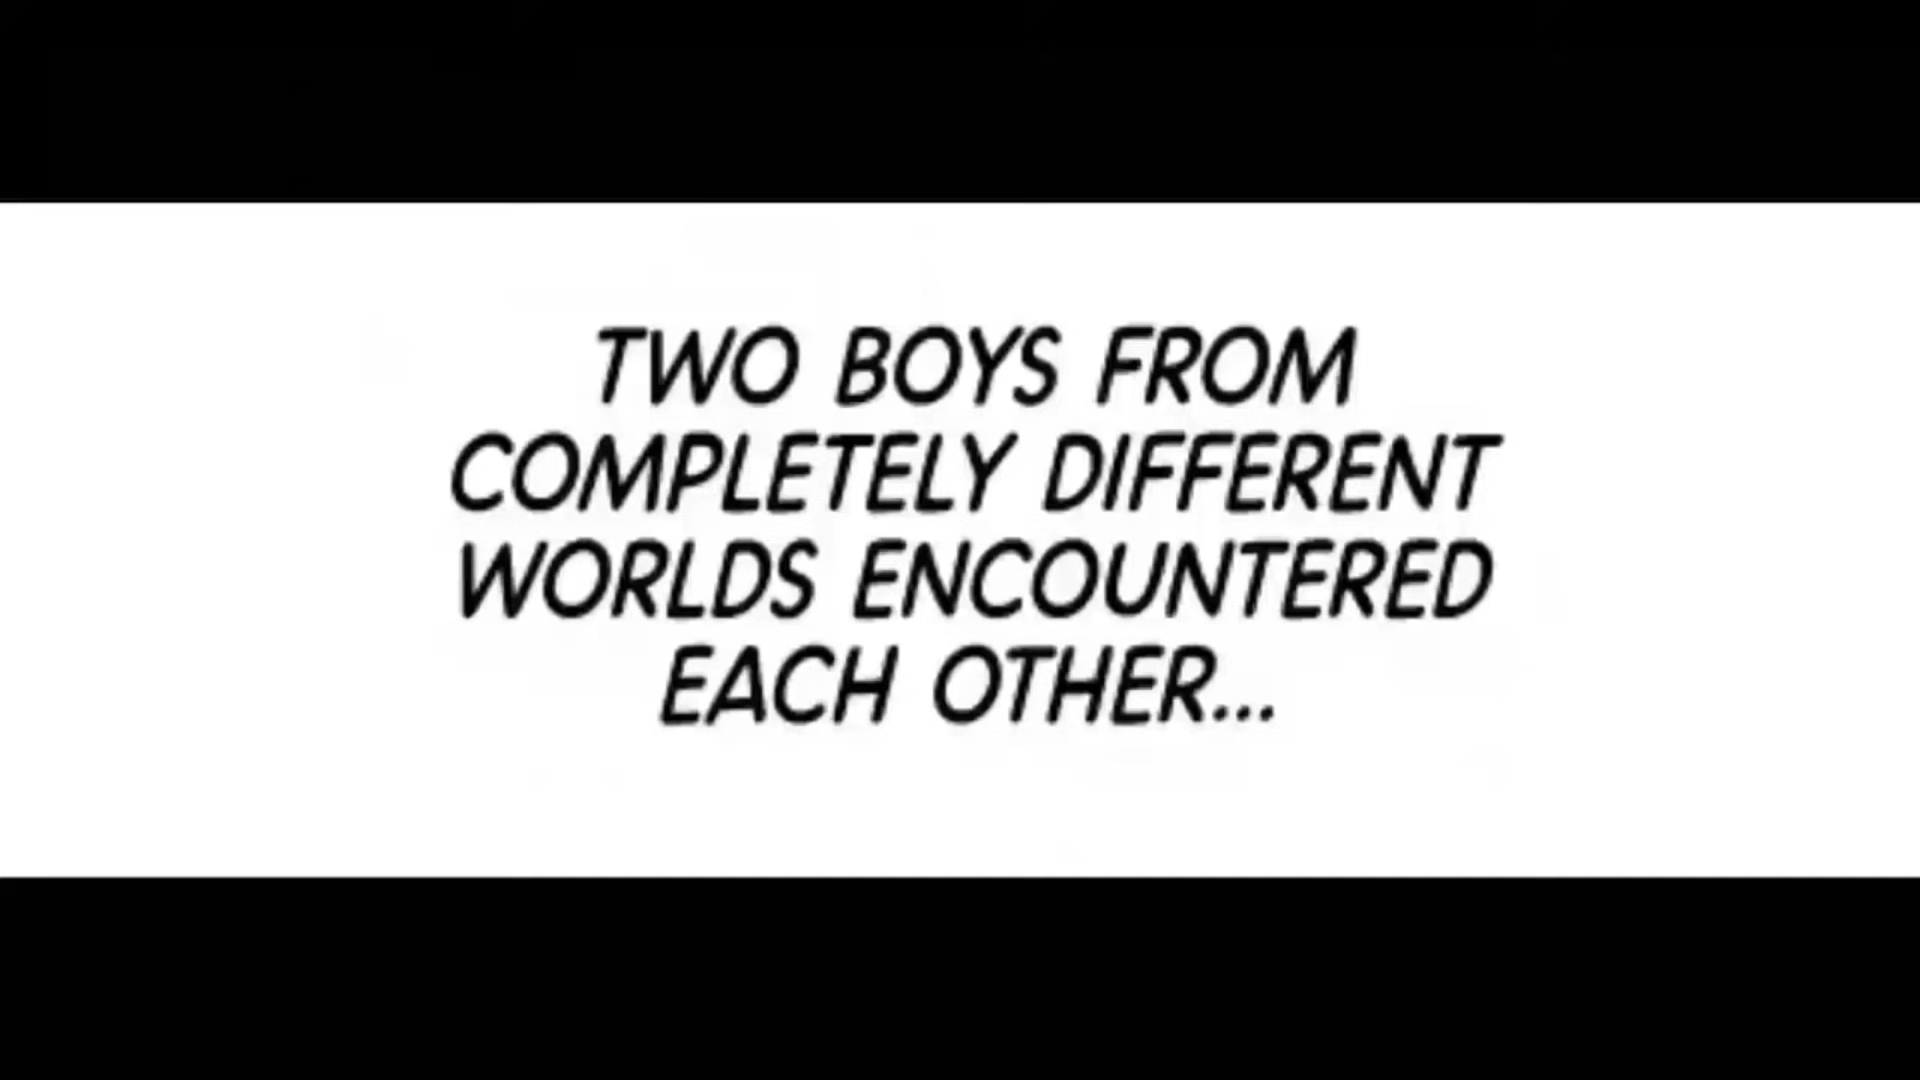 TWO BOYS FROM
COMPLETELY DIFFERENT
WORLDS ENCOUNTERED
EACH OTHER...